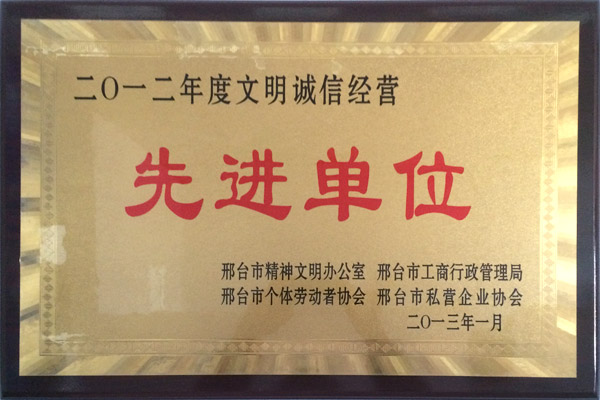 二〇一二年度文明诚信经营
先进单位
邢台市精神文明办公室 邢台市工商行政管理局
邢台市个体劳动者协会 邢台市私营企业协会
二〇一三年一月